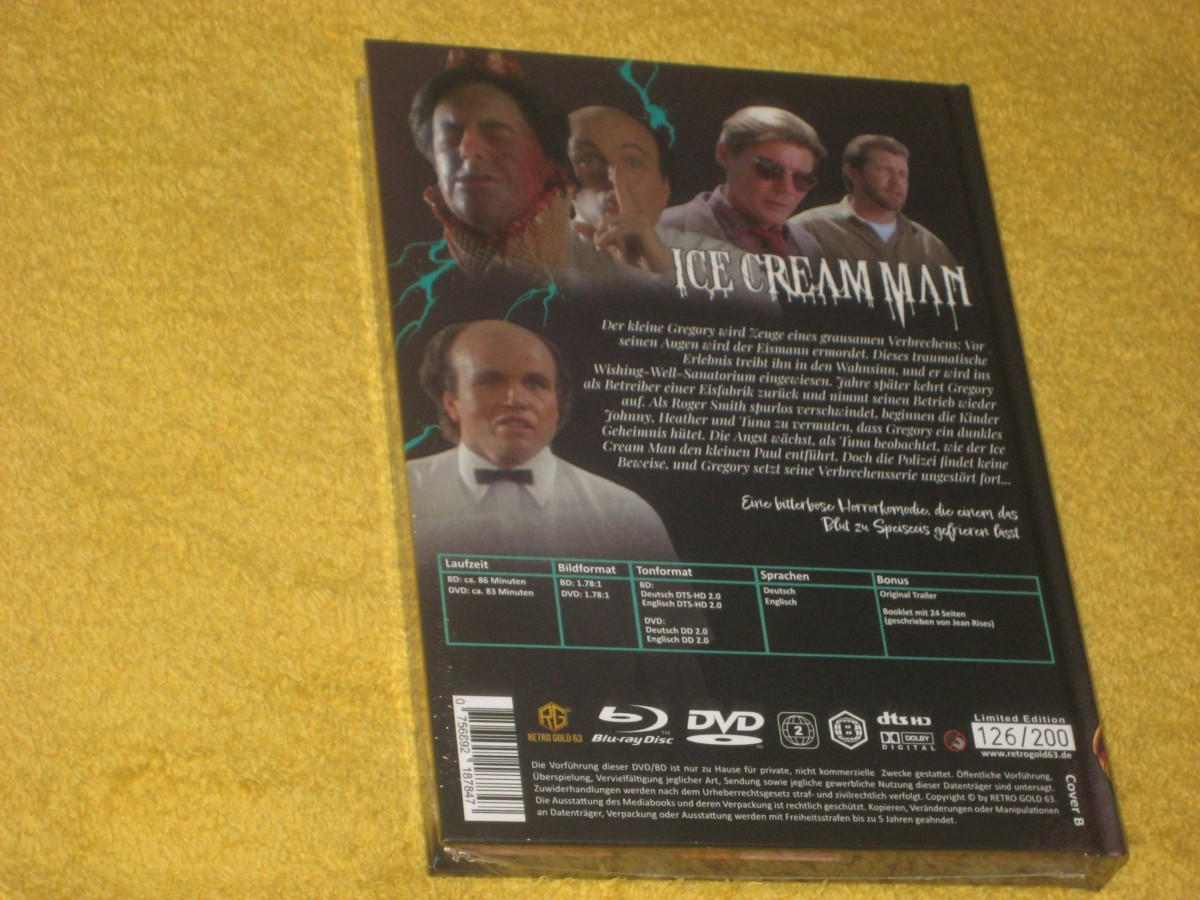 ICE CREAM MAN
Der kleine Gregory wird Zeuge eines grausamen Verbrechens: Vor
seinen Augen wird der Eismann ermordet. Dieses traumatische
Erlebnis treibt ihn in den Wahnsinn, und er wird ins
Wishing-Well-Sanatorium eingewiesen. Jahre später kehrt Gregory
als Betreiber einer Eisfabrik zurück und nimmt seinen Betrieb wieder
auf. Als Roger Smith spurlos verschwindet, beginnen die Kinder
Johnny, Heather und Tuna zu vermuten, dass Gregory ein dunkles
Geheimnis hütet. Die Angst wächst, als Tuna beobachtet, wie der Ice
Cream Man den kleinen Paul entführt. Doch die Polizei findet keine
Beweise, und Gregory setzt seine Verbrechensserie ungestört fort...
Eine bitterbose Horrorkomodie, die einem das
Blut zu Speiseeis gefrieren lasst
Laufzeit
BD: ca. 86 Minuten
DVD: ca. 83 Minuten
Bildformat
BD: 1.78:1
DVD: 1.78:1
Tonformat
BD:
Deutsch DTS-HD 2.0
Englisch DTS-HD 2.0
DVD:
Deutsch DD 2.0
Englisch DD 2.0
Sprachen
Deutsch
Englisch
Bonus
Original Trailer
Booklet mit 24 Seiten
(geschrieben von Jean Rises)
0 756892 187847
RG
RETRO GOLD 63
Blu-ray Disc
DVD
2
dts HD
DOLBY
DIGITAL
Limited Edition
126/200
www.retrogold63.de
Die Vorführung dieser DVD/BD ist nur zu Hause für private, nicht kommerzielle Zwecke gestattet. Öffentliche Vorführung,
Überspielung, Vervielfältigung jeglicher Art, Sendung sowie jegliche gewerbliche Nutzung dieser Datenträger sind untersagt.
Zuwiderhandlungen werden nach dem Urheberrechtsgesetz straf- und zivilrechtlich verfolgt. Copyright © by RETRO GOLD 63.
Die Ausstattung des Mediabooks und deren Verpackung ist rechtlich geschützt. Kopieren, Veränderungen oder Manipulationen
an Datenträger, Verpackung oder Ausstattung werden mit Freiheitsstrafen bis zu 5 Jahren geahndet.
Cover B